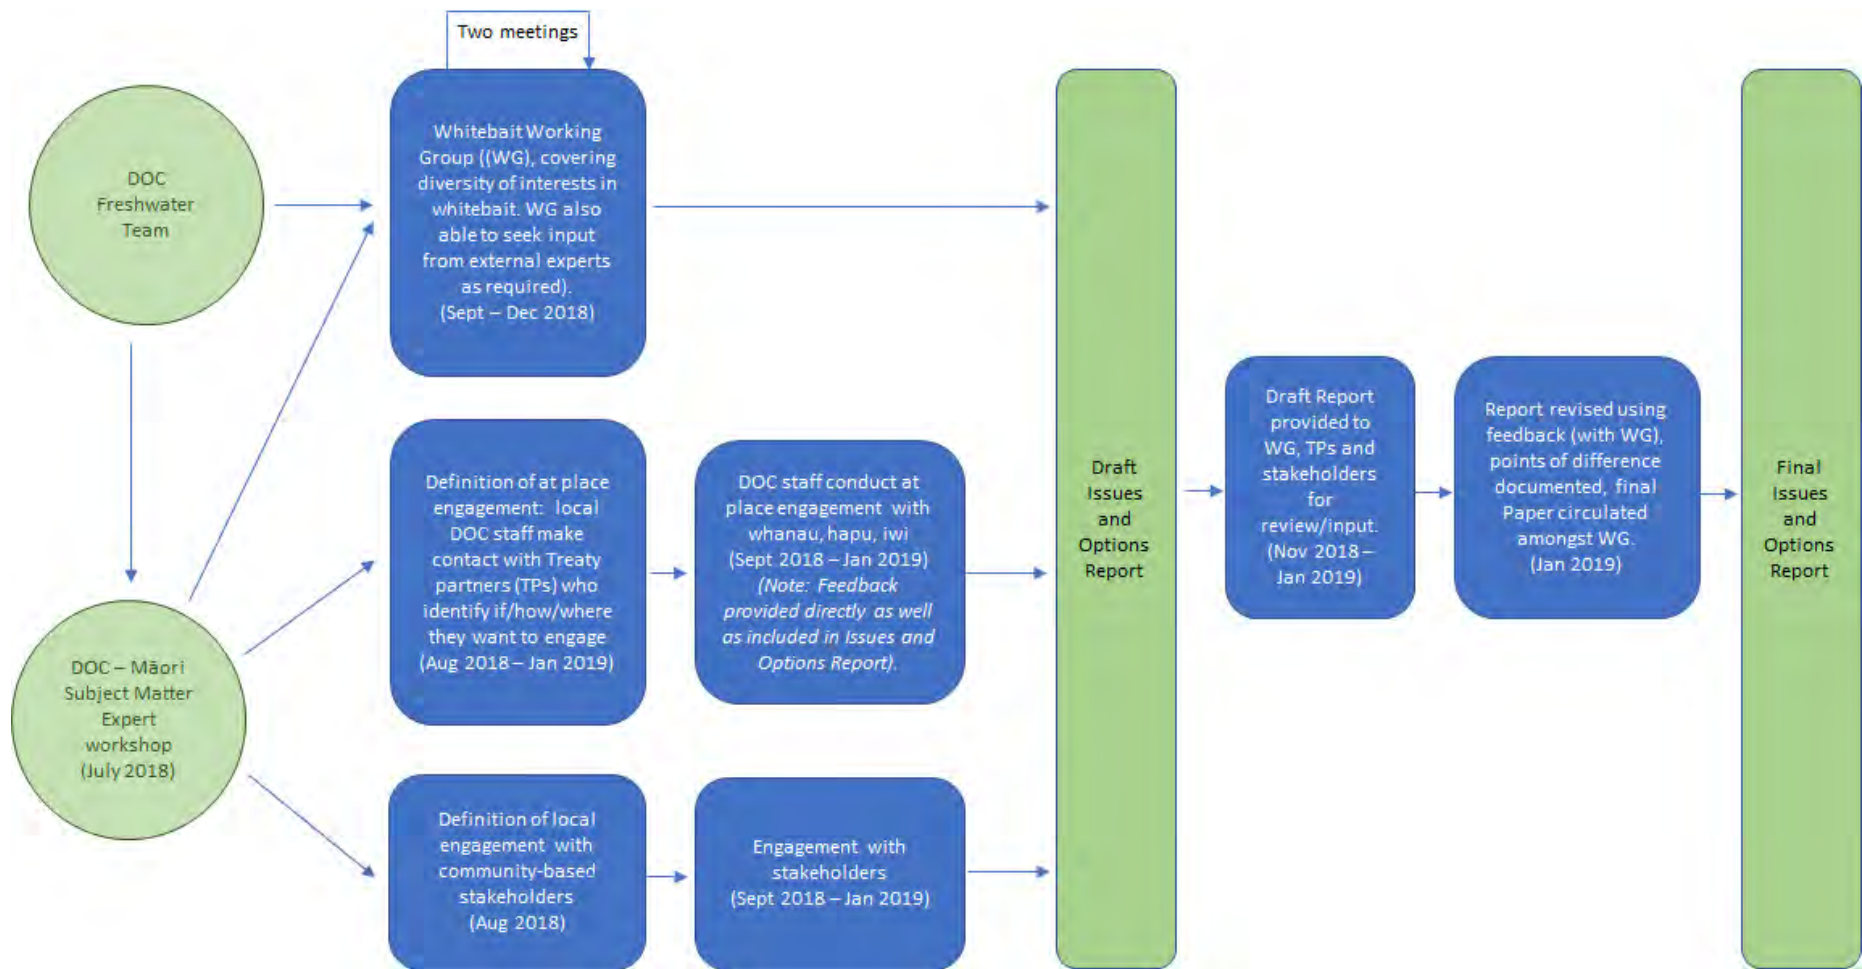 Two meetings
DOC
Freshwater
Team
Whitebait Working
Group ((WG), covering
diversity of interests in
whitebait. WG also
able to seek input
from external experts
as required).
(Sept – Dec 2018)
DOC – Māori
Subject Matter
Expert
workshop
(July 2018)
Definition of at place
engagement: local
DOC staff make
contact with Treaty
partners (TPs) who
identify if/how/where
they want to engage
(Aug 2018 – Jan 2019)
DOC staff conduct at
place engagement with
whanau, hapu, iwi
(Sept 2018 – Jan 2019)
(Note: Feedback
provided directly as well
as included in Issues and
Options Report).
Definition of local
engagement with
community-based
stakeholders
(Aug 2018)
Engagement with
stakeholders
(Sept 2018 – Jan 2019)
Draft
Issues
and
Options
Report
Draft Report
provided to
WG, TPs and
stakeholders
for
review/input.
(Nov 2018 –
Jan 2019)
Report revised using
feedback (with WG),
points of difference
documented, final
Paper circulated
amongst WG.
(Jan 2019)
Final
Issues
and
Options
Report